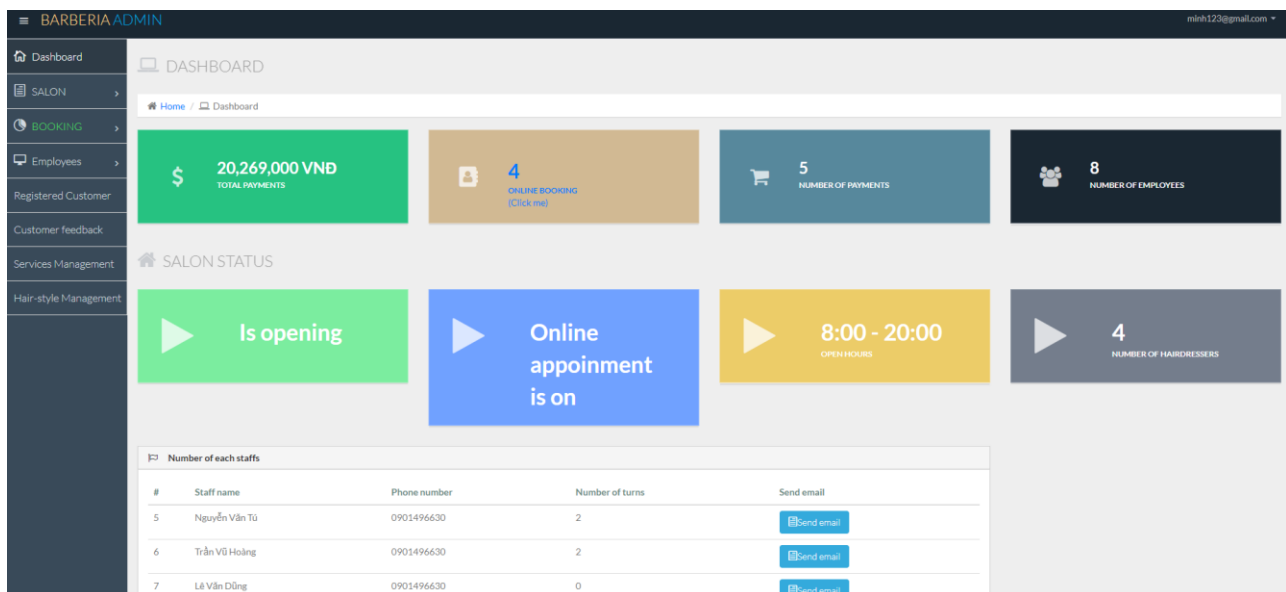 BARBERIA ADMIN
minh123@gmail.com
Dashboard
SALON
BOOKING
Employees
Registered Customer
Customer feedback
Services Management
Hair-style Management
DASHBOARD
Home / Dashboard
20,269,000 VNĐ
TOTAL PAYMENTS
4
ONLINE BOOKING
(Click me)
5
NUMBER OF PAYMENTS
8
NUMBER OF EMPLOYEES
SALON STATUS
Is opening
Online
appoinment
is on
8:00 - 20:00
OPEN HOURS
4
NUMBER OF HAIRDRESSERS
Number of each staffs
# Staff name Phone number Number of turns Send email
5 Nguyễn Văn Tú 0901496630 2 Send email
6 Trần Vũ Hoàng 0901496630 2 Send email
7 Lê Văn Dũng 0901496630 0 Send email